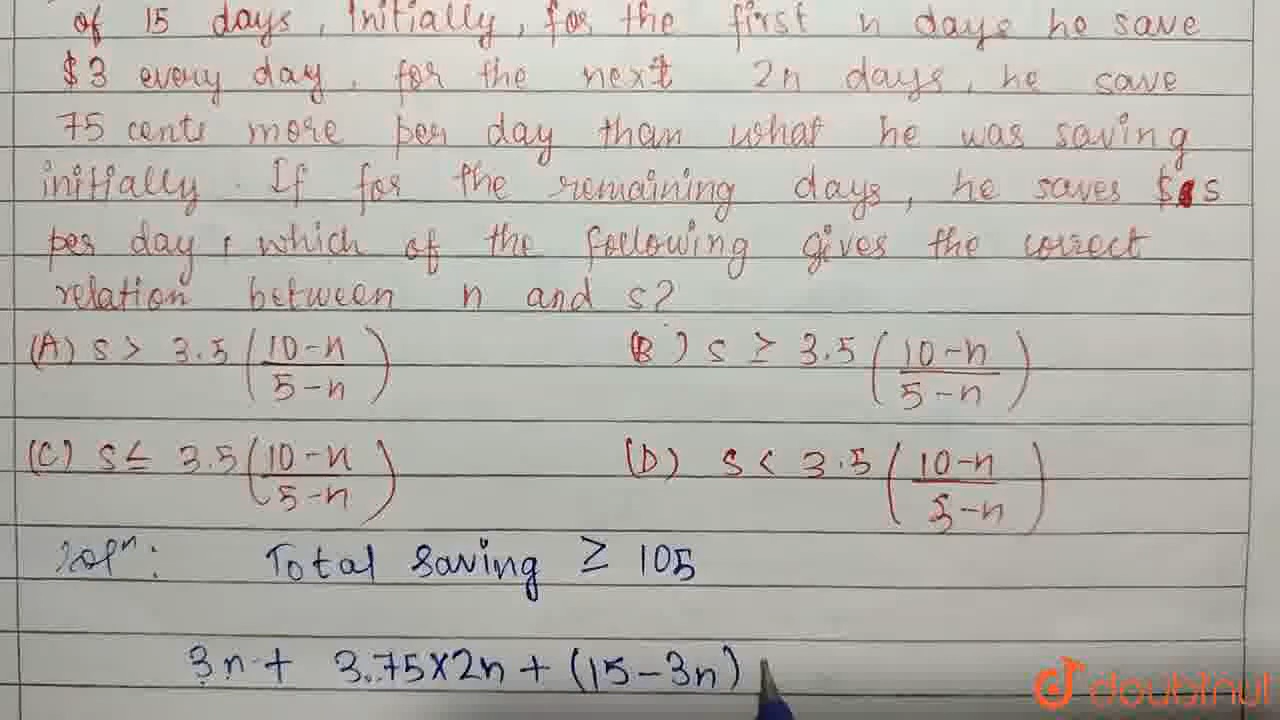 of 15 days, Initially, for the first n days he save
$3 every day. for the next 2n days, he save
75 cents more per day than what he was saving
initially. If for the remaining days, he saves $ s
per day, which of the following gives the correct
relation between n and s?
(A) s > 3.5 (10-n / 5-n) (B) s ≥ 3.5 (10-n / 5-n)
(C) s ≤ 3.5 (10-n / 5-n) (D) s < 3.5 (10-n / 5-n)
Solⁿ: Total saving ≥ 105
3n + 3.75×2n + (15-3n)
doubtnut